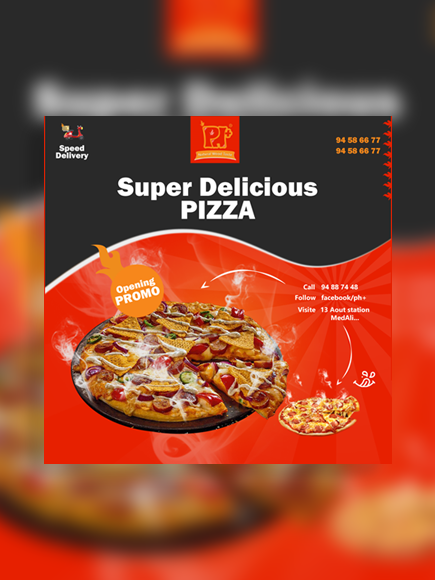 Speed
Delivery
PH+
94 58 66 77
94 58 66 77
Super Delicious
PIZZA
Opening
PROMO
Call 94 88 74 48
Follow facebook/ph+
Visite 13 Aout station
MedAli...